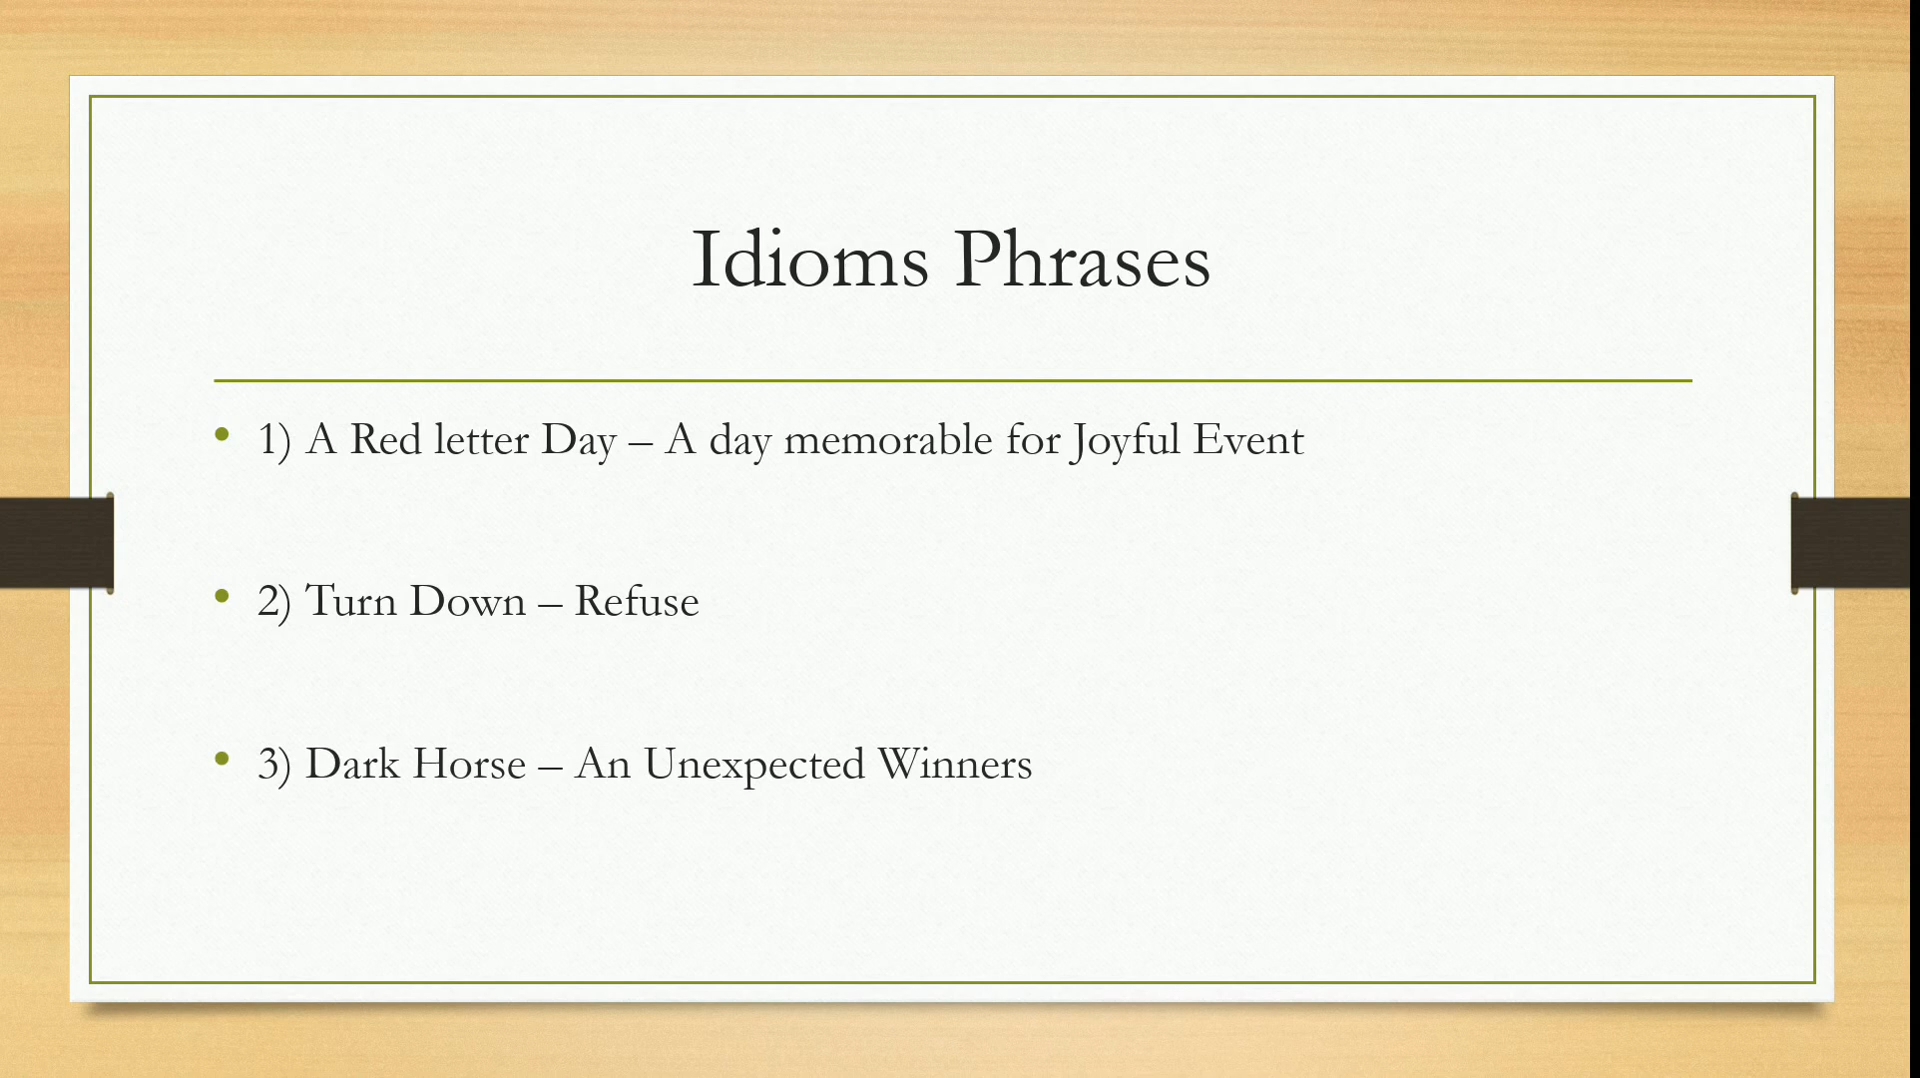 Idioms Phrases
• 1) A Red letter Day – A day memorable for Joyful Event
• 2) Turn Down – Refuse
• 3) Dark Horse – An Unexpected Winners